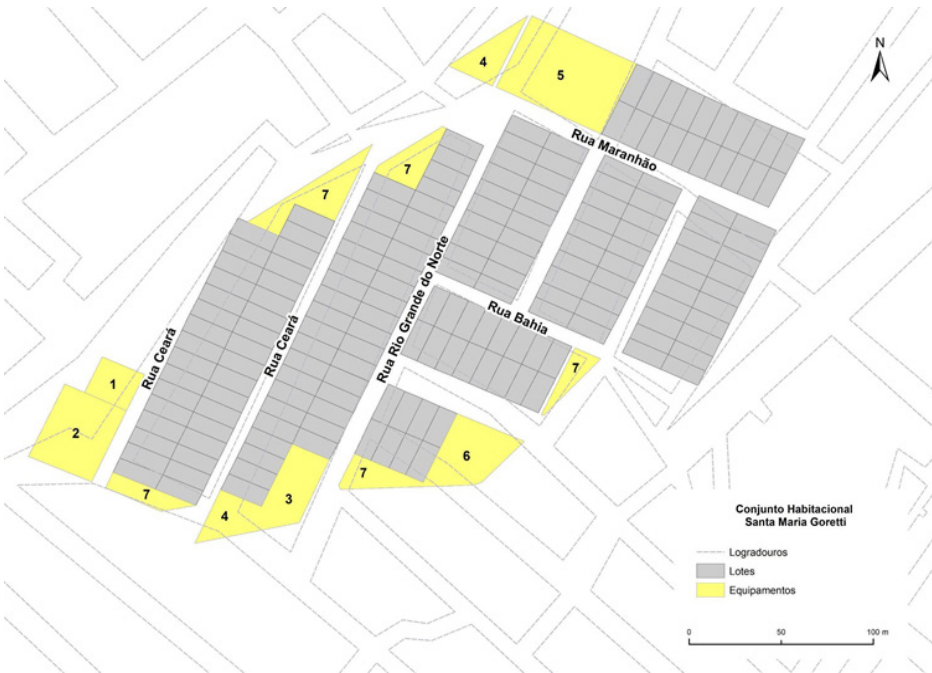 N
4
5
Rua Maranhão
7
7
Rua Rio Grande do Norte
Rua Bahia
Rua Ceará
Rua Ceará
7
1
2
6
7
7
3
4
Conjunto Habitacional
Santa Maria Goretti
Logradouros
Lotes
Equipamentos
0 50 100 m